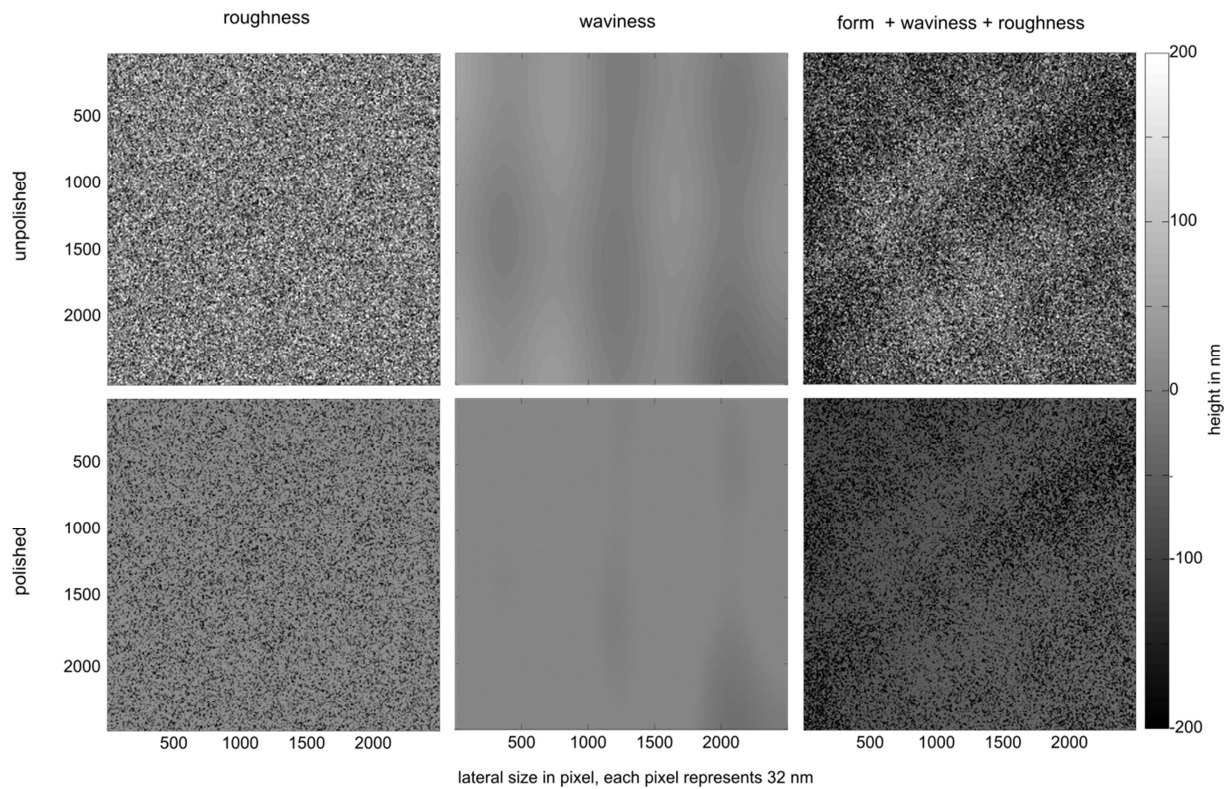 roughness
waviness
form + waviness + roughness
200
100
0
-100
-200
height in nm
unpolished
500
1000
1500
2000
polished
500
1000
1500
2000
500 1000 1500 2000
500 1000 1500 2000
500 1000 1500 2000
lateral size in pixel, each pixel represents 32 nm